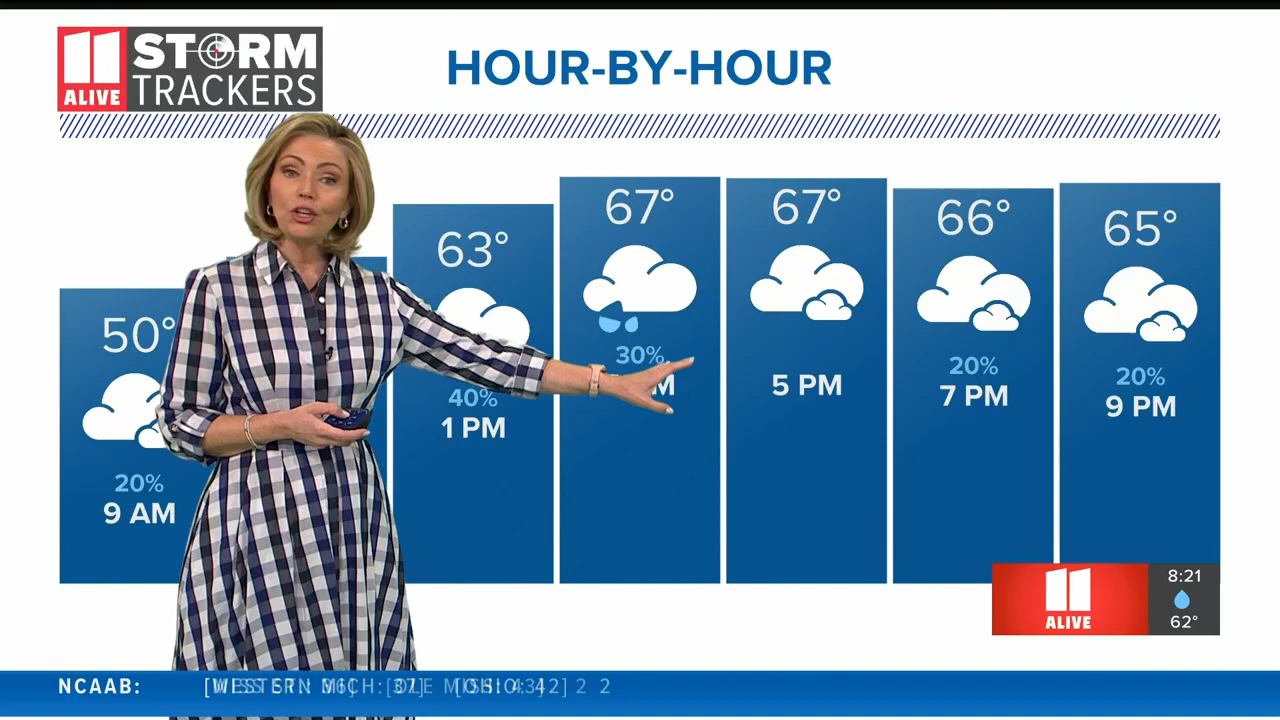 11 ALIVE
STORM TRACKERS
HOUR-BY-HOUR
50°
20%
9 AM
63°
40%
1 PM
67°
30%
67°
5 PM
66°
20%
7 PM
65°
20%
9 PM
11 ALIVE
8:21
62°
NCAAB: